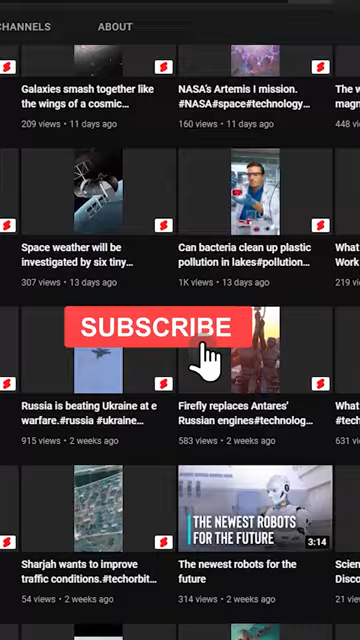 CHANNELS
ABOUT
Galaxies smash together like
the wings of a cosmic...
209 views • 11 days ago
NASA's Artemis I mission.
#NASA#space#technology...
160 views • 11 days ago
The w
magn
448
Space weather will be
investigated by six tiny...
307 views • 13 days ago
Can bacteria clean up plastic
pollution in lakes#pollution...
1K views • 13 days ago
What
Work
219 vi
SUBSCRIBE
Russia is beating Ukraine at e
warfare.#russia #ukraine...
915 views • 2 weeks ago
Firefly replaces Antares'
Russian engines#technolog...
583 views • 2 weeks ago
What
#tech
631 vi
THE NEWEST ROBOTS
FOR THE FUTURE
3:14
Sharjah wants to improve
traffic conditions.#techorbit...
54 views • 2 weeks ago
The newest robots for the
future
314 views • 2 weeks ago
Scien
Disco
21 view